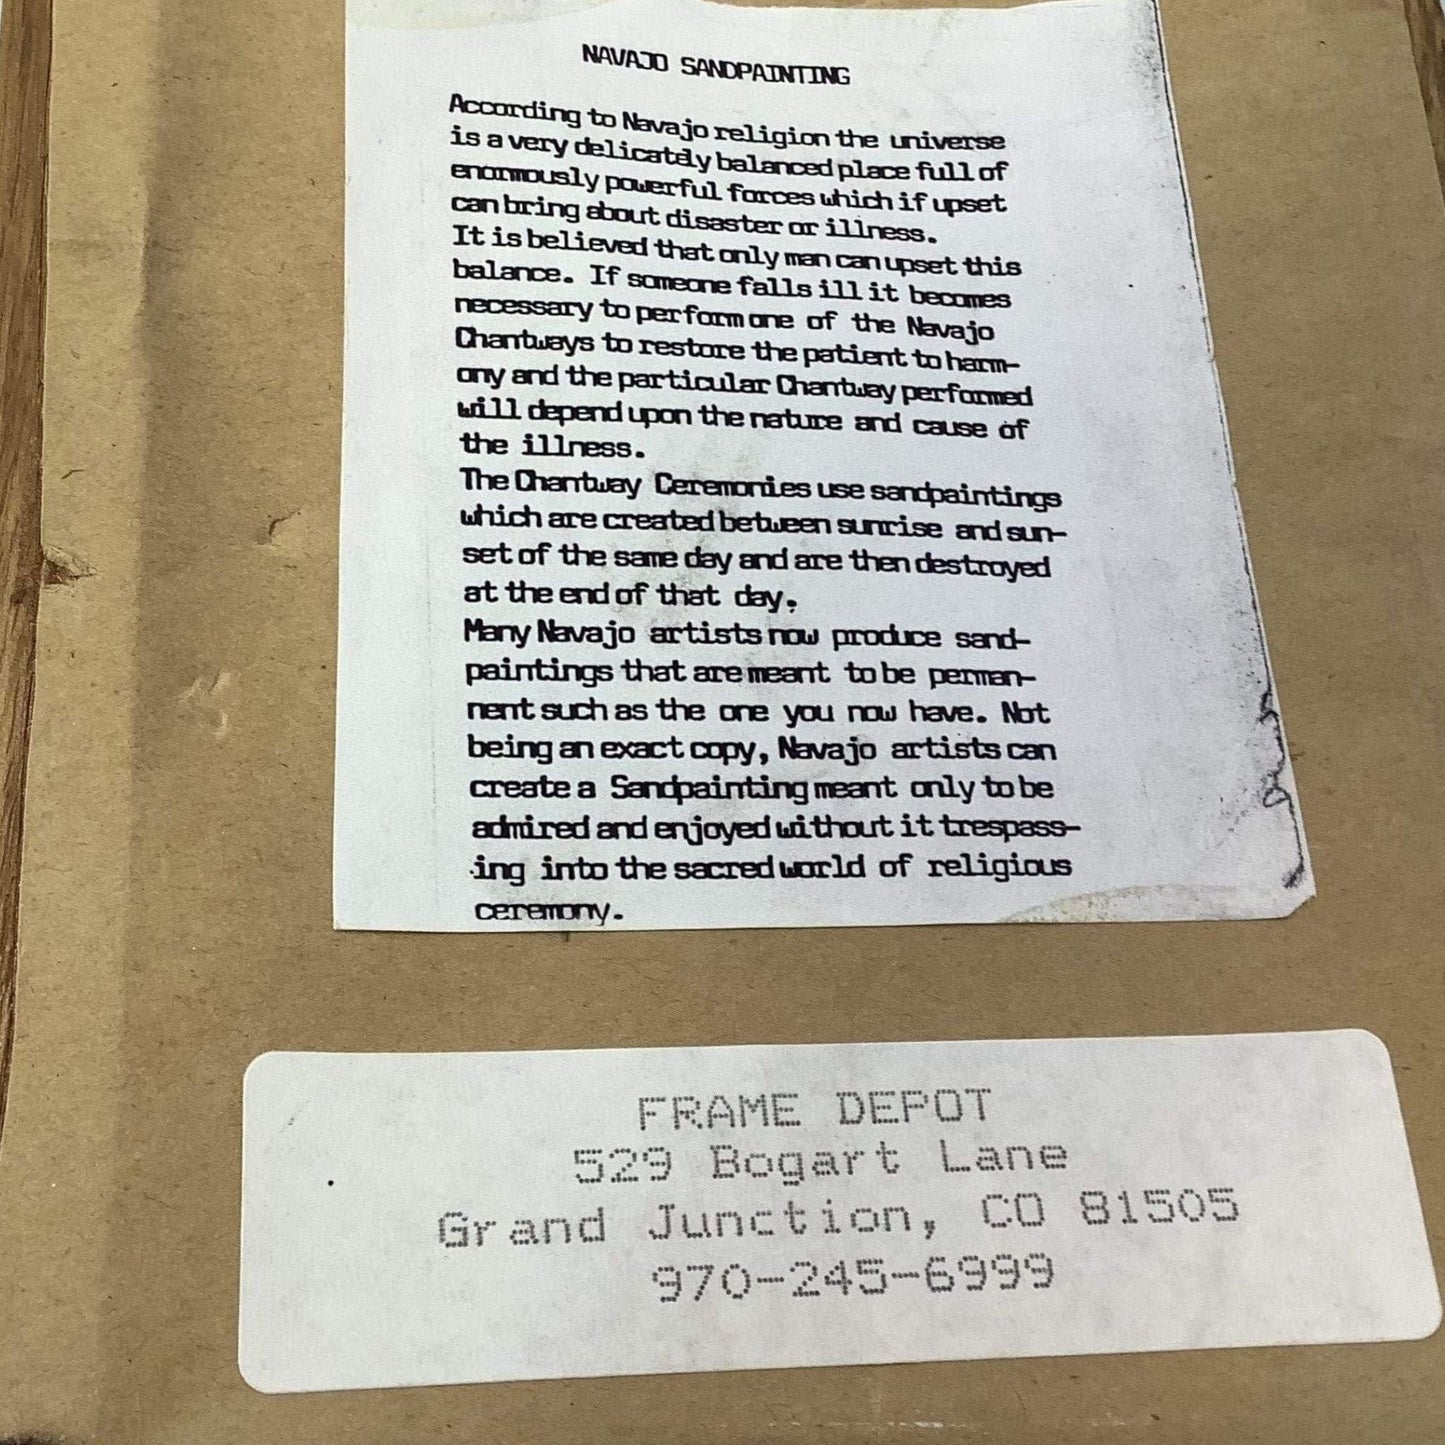 NAVAJO SANDPAINTING
According to Navajo religion the universe
is a very delicately balanced place full of
enormously powerful forces which if upset
can bring about disaster or illness.
It is believed that only man can upset this
balance. If someone falls ill it becomes
necessary to perform one of the Navajo
Chantways to restore the patient to harm-
ony and the particular Chantway performed
will depend upon the nature and cause of
the illness.
The Chantway Ceremonies use sandpaintings
which are created between sunrise and sun-
set of the same day and are then destroyed
at the end of that day.
Many Navajo artists now produce sand-
paintings that are meant to be perman-
nent such as the one you now have. Not
being an exact copy, Navajo artists can
create a Sandpainting meant only to be
admired and enjoyed without it trespass-
ing into the sacred world of religious
ceremony.
FRAME DEPOT
529 Bogart Lane
Grand Junction, CO 81505
970-245-6999